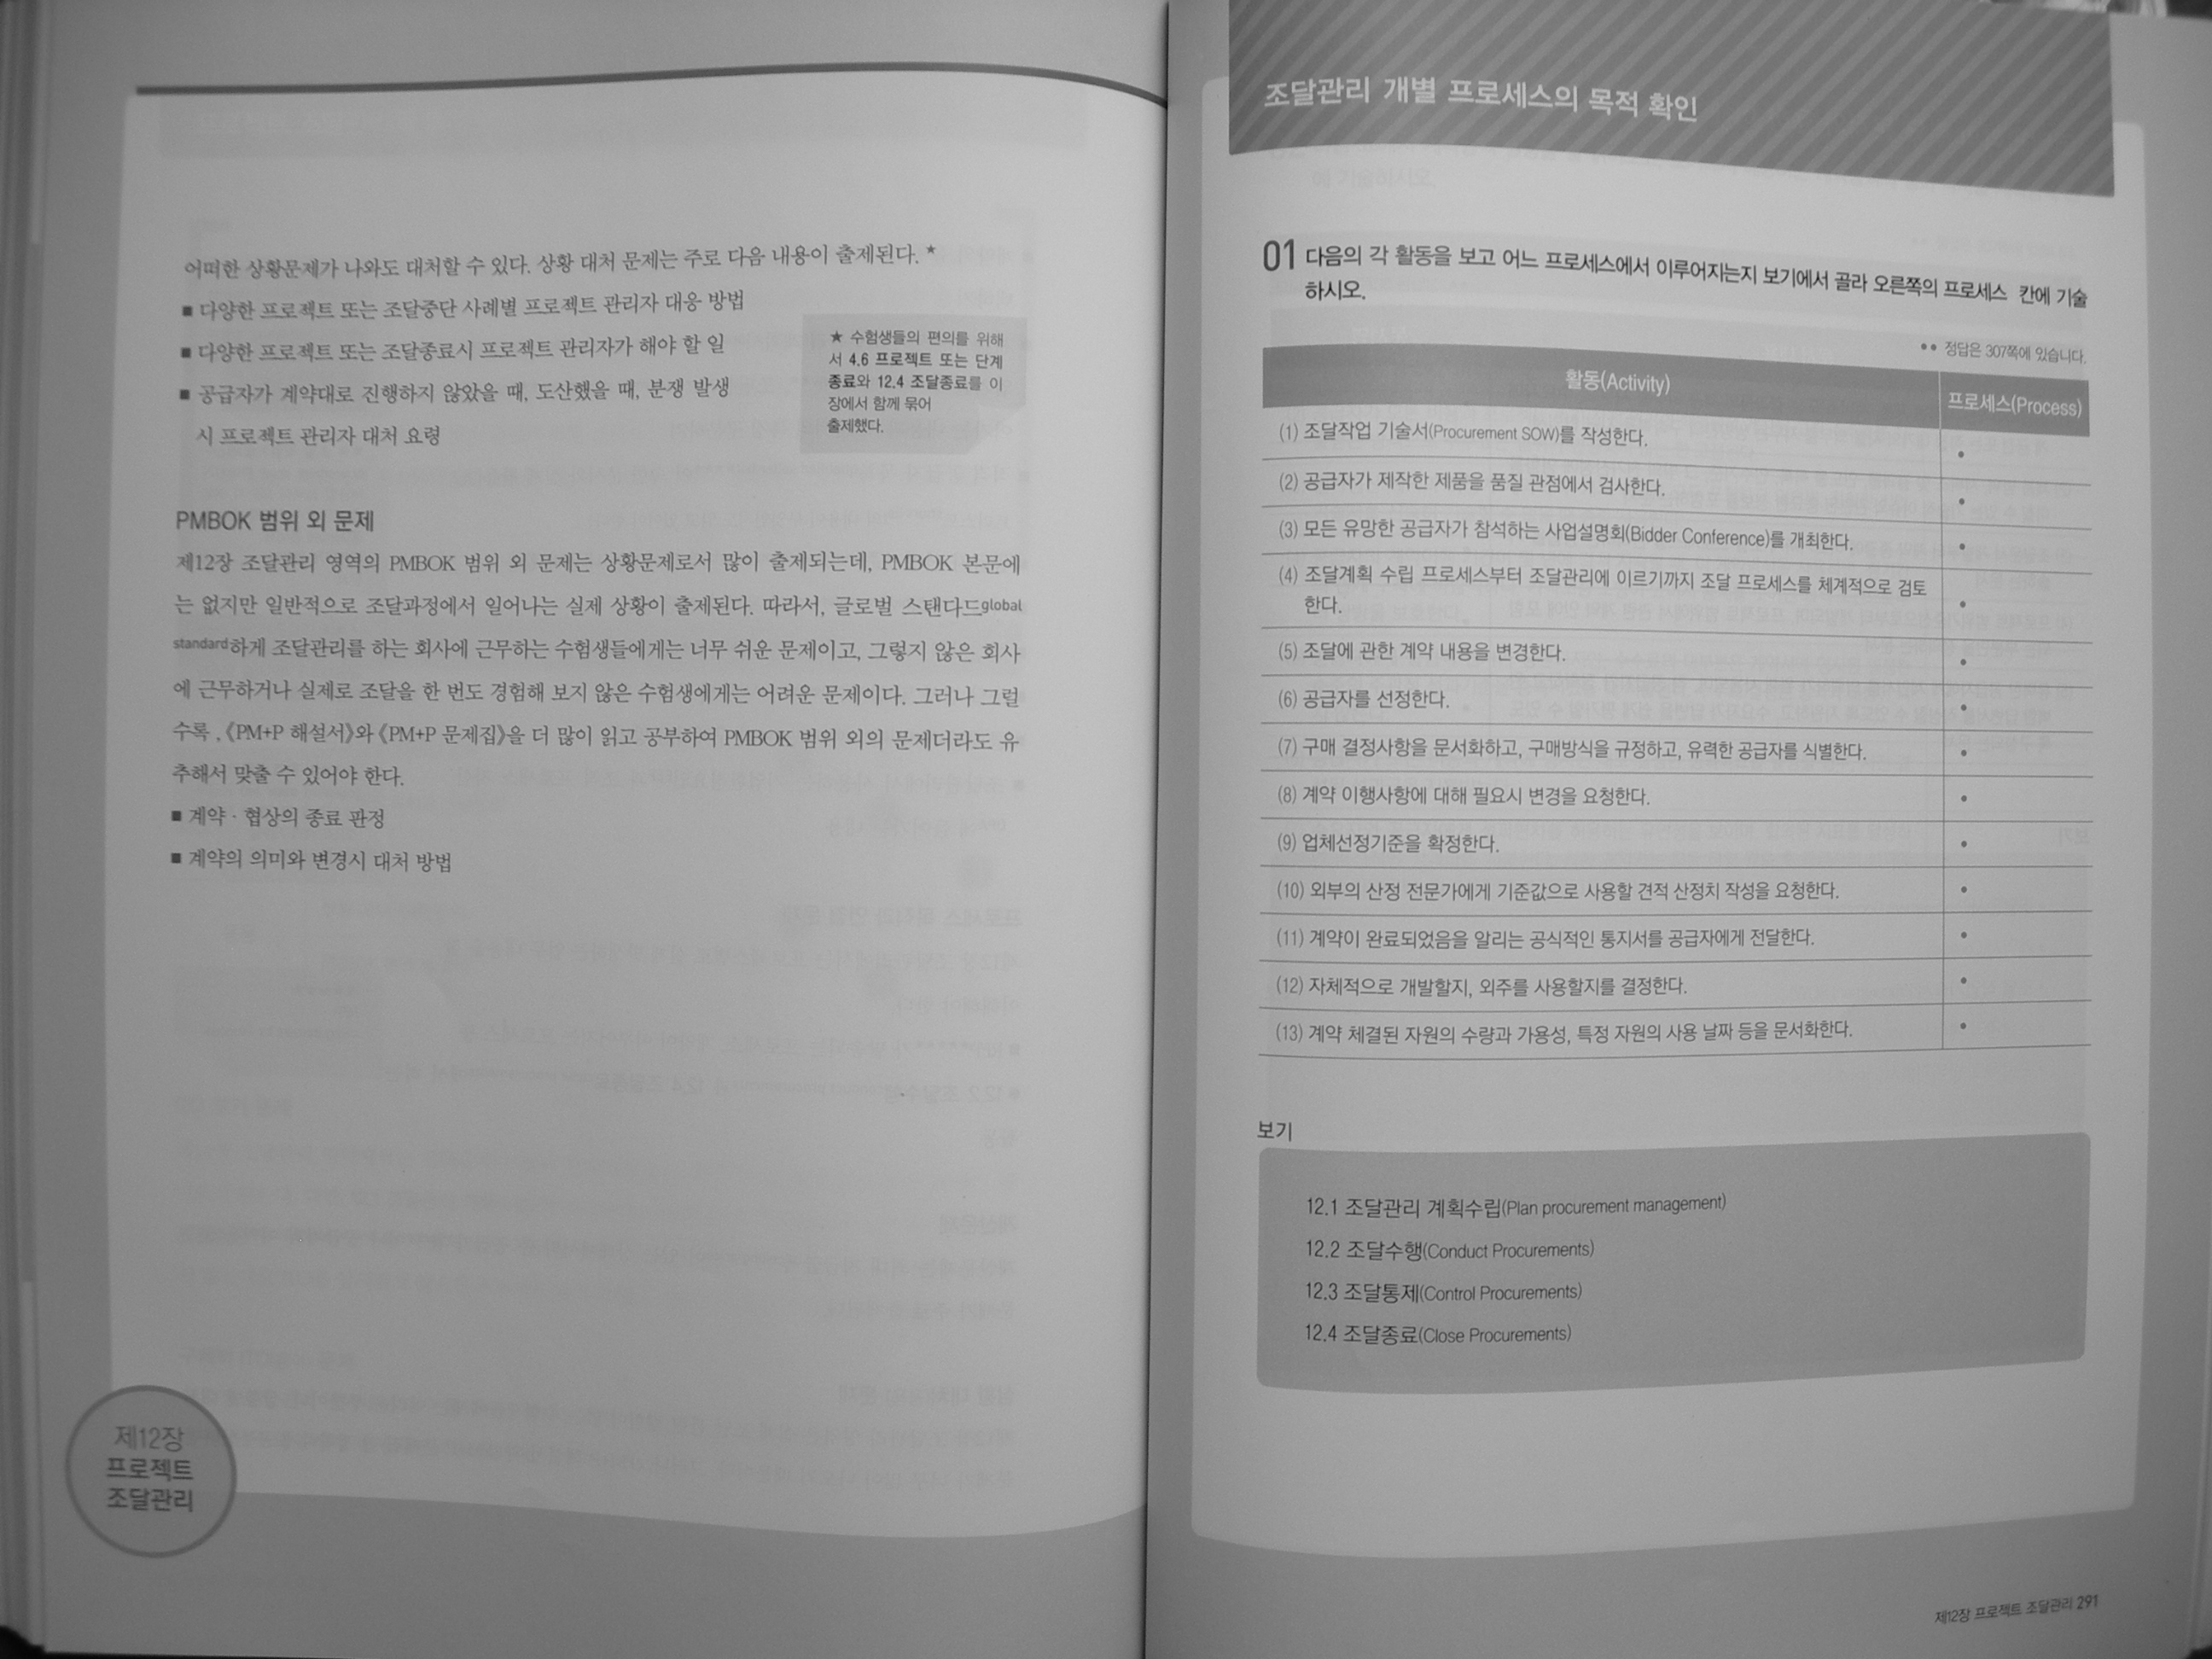 어떠한 상황문제가 나와도 대처할 수 있다. 상황 대처 문제는 주로 다음 내용이 출제된다. ★
■ 다양한 프로젝트 또는 조달중단 사례별 프로젝트 관리자 대응 방법
■ 다양한 프로젝트 또는 조달종료시 프로젝트 관리자가 해야 할 일
■ 공급자가 계약대로 진행하지 않았을 때, 도산했을 때, 분쟁 발생
시 프로젝트 관리자 대처 요령
★ 수험생들의 편의를 위해
서 4.6 프로젝트 또는 단계
종료와 12.4 조달종료를 이
장에서 함께 묶어
출제했다.
PMBOK 범위 외 문제
제12장 조달관리 영역의 PMBOK 범위 외 문제는 상황문제로서 많이 출제되는데, PMBOK 본문에
는 없지만 일반적으로 조달과정에서 일어나는 실제 상황이 출제된다. 따라서, 글로벌 스탠다드global
standard하게 조달관리를 하는 회사에 근무하는 수험생들에게는 너무 쉬운 문제이고, 그렇지 않은 회사
에 근무하거나 실제로 조달을 한 번도 경험해 보지 않은 수험생에게는 어려운 문제이다. 그러나 그럴
수록 ,《PM+P 해설서》와 《PM+P 문제집》을 더 많이 읽고 공부하여 PMBOK 범위 외의 문제더라도 유
추해서 맞출 수 있어야 한다.
■ 계약 · 협상의 종료 판정
■ 계약의 의미와 변경시 대처 방법
제12장
프로젝트
조달관리
조달관리 개별 프로세스의 목적 확인
01 다음의 각 활동을 보고 어느 프로세스에서 이루어지는지 보기에서 골라 오른쪽의 프로세스 칸에 기술
하시오.
●● 정답은 307쪽에 있습니다.
활동(Activity) 프로세스(Process)
(1) 조달작업 기술서(Procurement SOW)를 작성한다. •
(2) 공급자가 제작한 제품을 품질 관점에서 검사한다. •
(3) 모든 유망한 공급자가 참석하는 사업설명회(Bidder Conference)를 개최한다. •
(4) 조달계획 수립 프로세스부터 조달관리에 이르기까지 조달 프로세스를 체계적으로 검토
한다. •
(5) 조달에 관한 계약 내용을 변경한다. •
(6) 공급자를 선정한다. •
(7) 구매 결정사항을 문서화하고, 구매방식을 규정하고, 유력한 공급자를 식별한다. •
(8) 계약 이행사항에 대해 필요시 변경을 요청한다. •
(9) 업체선정기준을 확정한다. •
(10) 외부의 산정 전문가에게 기준값으로 사용할 견적 산정치 작성을 요청한다. •
(11) 계약이 완료되었음을 알리는 공식적인 통지서를 공급자에게 전달한다. •
(12) 자체적으로 개발할지, 외주를 사용할지를 결정한다. •
(13) 계약 체결된 자원의 수량과 가용성, 특정 자원의 사용 날짜 등을 문서화한다. •
보기
12.1 조달관리 계획수립(Plan procurement management)
12.2 조달수행(Conduct Procurements)
12.3 조달통제(Control Procurements)
12.4 조달종료(Close Procurements)
제12장 프로젝트 조달관리 291